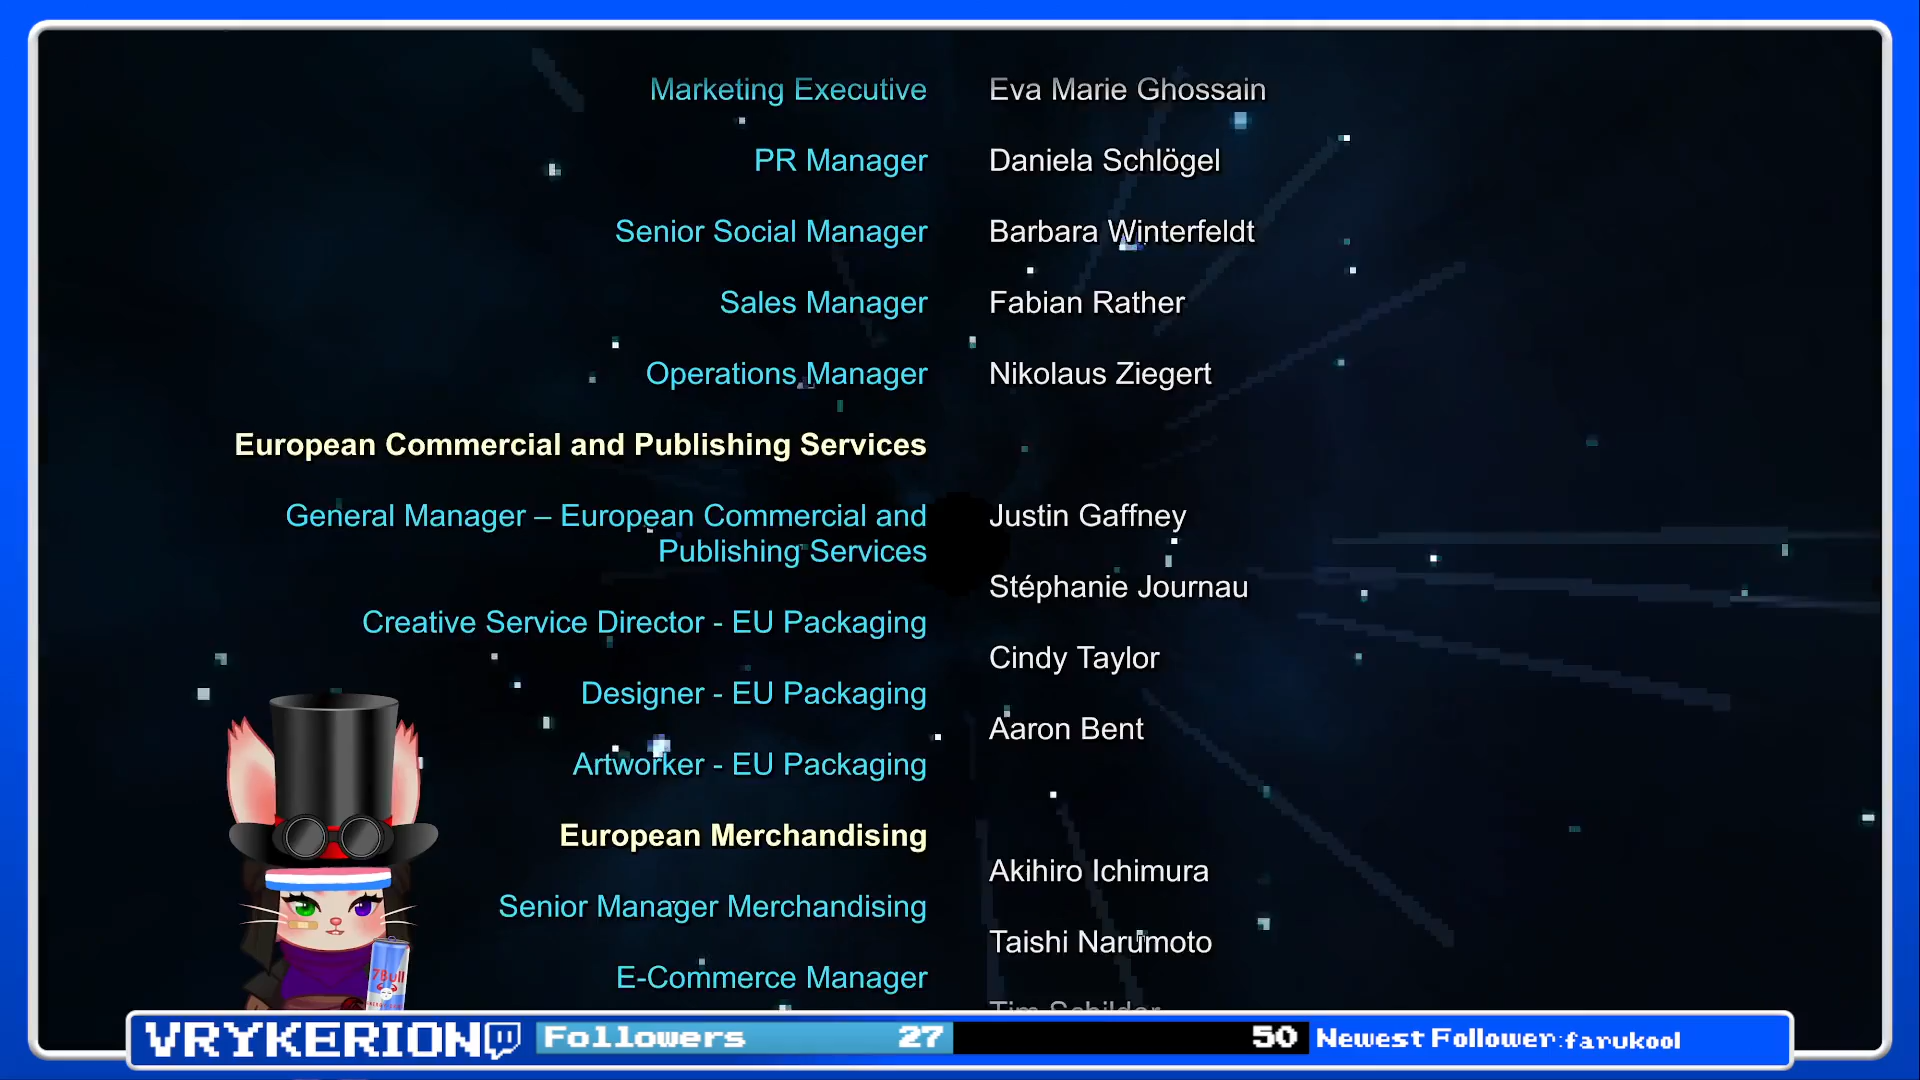 Marketing Executive Eva Marie Ghossain
PR Manager Daniela Schlögel
Senior Social Manager Barbara Winterfeldt
Sales Manager Fabian Rather
Operations Manager Nikolaus Ziegert
European Commercial and Publishing Services
General Manager – European Commercial and Justin Gaffney
Publishing Services
Stéphanie Journau
Creative Service Director - EU Packaging
Cindy Taylor
Designer - EU Packaging
Aaron Bent
Artworker - EU Packaging
European Merchandising
Akihiro Ichimura
Senior Manager Merchandising
Taishi Narumoto
E-Commerce Manager
7Bull
VRYKERION Followers 27 50 Newest Follower:farukool